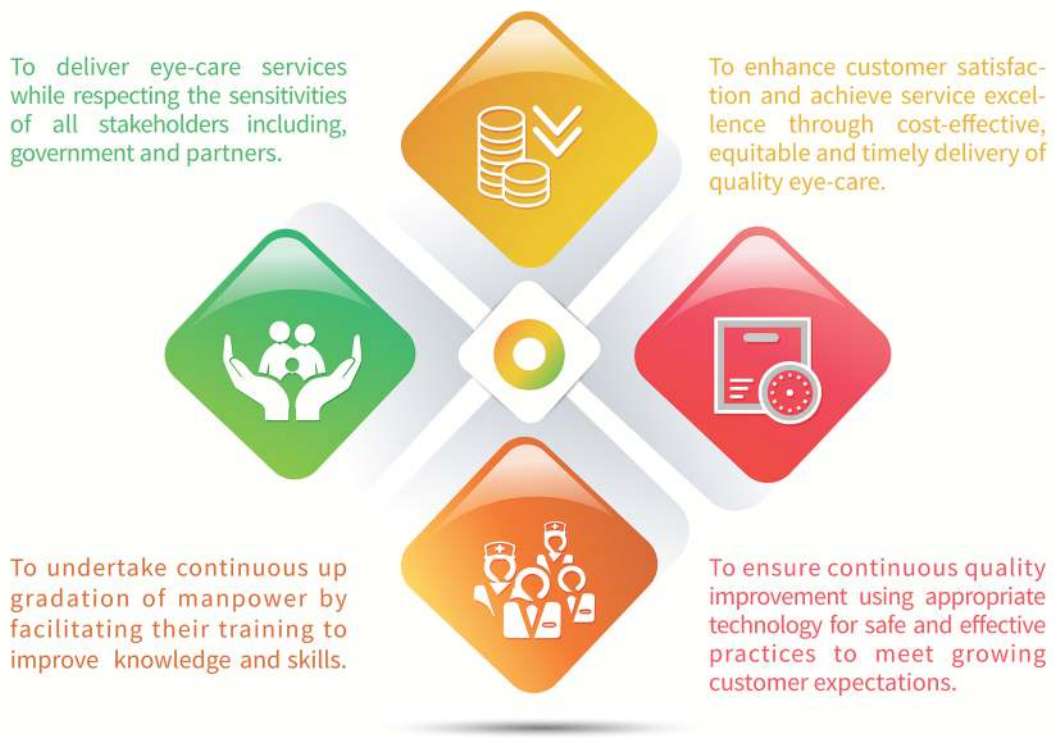 To deliver eye-care services
while respecting the sensitivities
of all stakeholders including,
government and partners.
To enhance customer satisfac-
tion and achieve service excel-
lence through cost-effective,
equitable and timely delivery of
quality eye-care.
To undertake continuous up
gradation of manpower by
facilitating their training to
improve knowledge and skills.
To ensure continuous quality
improvement using appropriate
technology for safe and effective
practices to meet growing
customer expectations.